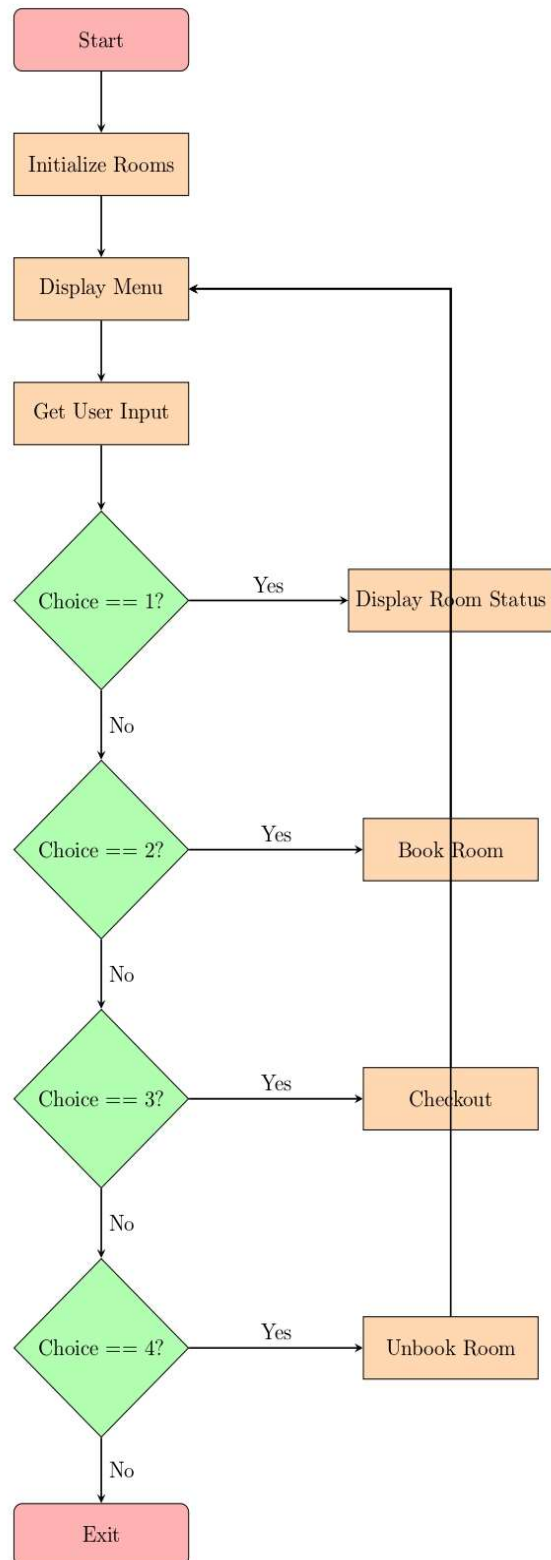 Start
Initialize Rooms
Display Menu
Get User Input
Choice == 1?
Yes
Display Room Status
No
Choice == 2?
Yes
Book Room
No
Choice == 3?
Yes
Checkout
No
Choice == 4?
Yes
Unbook Room
No
Exit